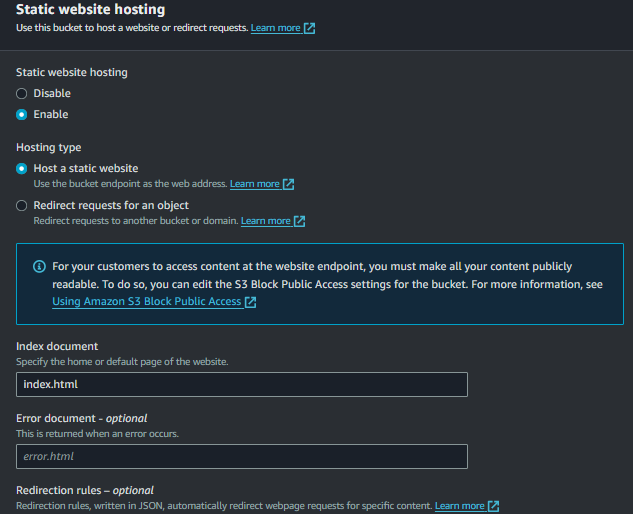 Static website hosting
Use this bucket to host a website or redirect requests. Learn more
Static website hosting
Disable
Enable
Hosting type
Host a static website
Use the bucket endpoint as the web address. Learn more
Redirect requests for an object
Redirect requests to another bucket or domain. Learn more
For your customers to access content at the website endpoint, you must make all your content publicly
readable. To do so, you can edit the S3 Block Public Access settings for the bucket. For more information, see
Using Amazon S3 Block Public Access
Index document
Specify the home or default page of the website.
index.html
Error document - optional
This is returned when an error occurs.
error.html
Redirection rules – optional
Redirection rules, written in JSON, automatically redirect webpage requests for specific content. Learn more